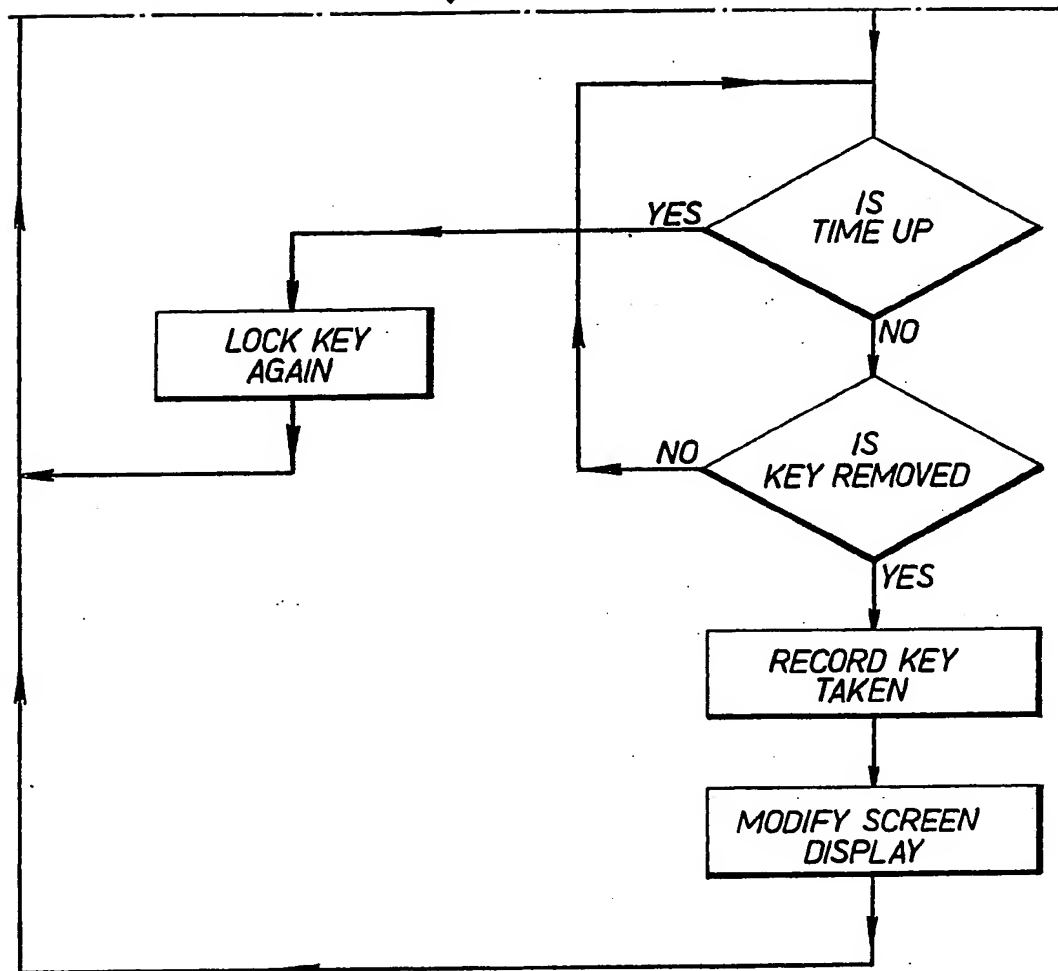 IS
TIME UP
YES
NO
LOCK KEY
AGAIN
IS
KEY REMOVED
NO
YES
RECORD KEY
TAKEN
MODIFY SCREEN
DISPLAY